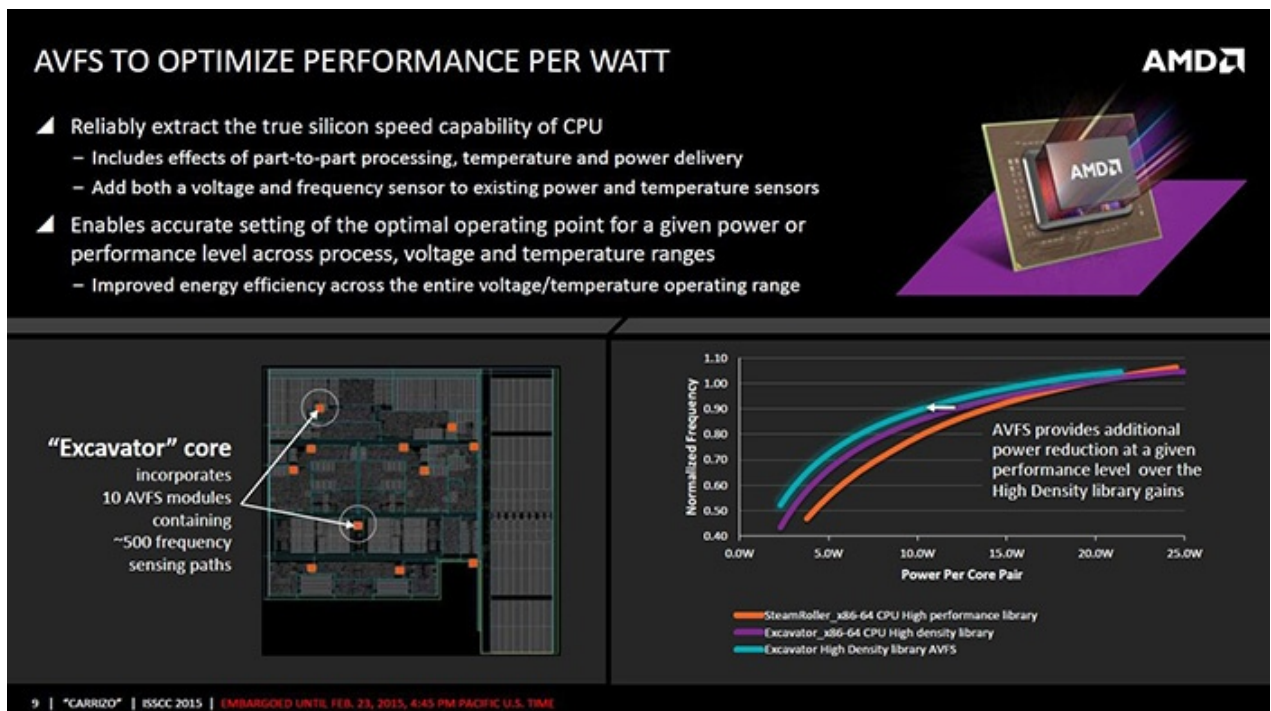 AVFS TO OPTIMIZE PERFORMANCE PER WATT
AMD
Reliably extract the true silicon speed capability of CPU
– Includes effects of part-to-part processing, temperature and power delivery
– Add both a voltage and frequency sensor to existing power and temperature sensors
Enables accurate setting of the optimal operating point for a given power or
performance level across process, voltage and temperature ranges
– Improved energy efficiency across the entire voltage/temperature operating range
AMD
"Excavator" core
incorporates
10 AVFS modules
containing
~500 frequency
sensing paths
Normalized Frequency
1.10
1.00
0.90
0.80
0.70
0.60
0.50
0.40
AVFS provides additional
power reduction at a given
performance level over the
High Density library gains
0.0W 5.0W 10.0W 15.0W 20.0W 25.0W
Power Per Core Pair
SteamRoller_x86-64 CPU High performance library
Excavator_x86-64 CPU High density library
Excavator High Density library AVFS
9 | "CARRIZO" | ISSCC 2015 | EMBARGOED UNTIL FEB. 23, 2015, 4:45 PM PACIFIC U.S. TIME